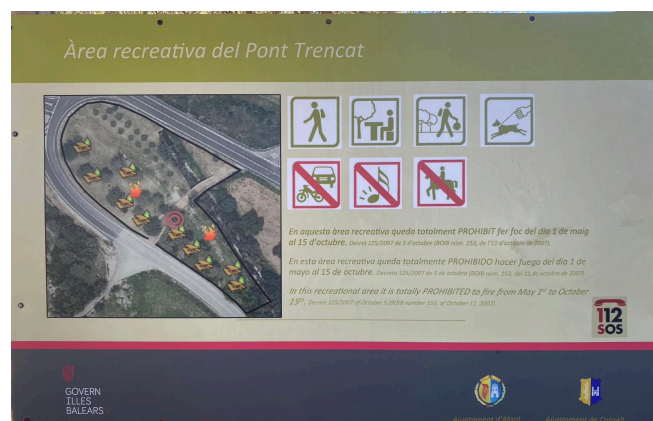 Àrea recreativa del Pont Trencat
En aquesta àrea recreativa queda totalment PROHIBIT fer foc del dia 1 de maig
al 15 d'octubre. Decret 125/2007 de 5 d'octubre (BOIB núm. 153, de l'11 d'octubre de 2007).
En esta área recreativa queda totalmente PROHIBIDO hacer fuego del día 1 de
mayo al 15 de octubre. Decreto 125/2007 de 5 de octubre (BOIB núm. 153, del 11 de octubre de 2007).
In this recreational area it is totally PROHIBITED to fire from May 1st to October
15th. Decret 125/2007 of October 5 (BOIB number 153, of October 11, 2007)
112
SOS
GOVERN
ILLES
BALEARS
Ajuntament d'Alaró
Ajuntament de Consell